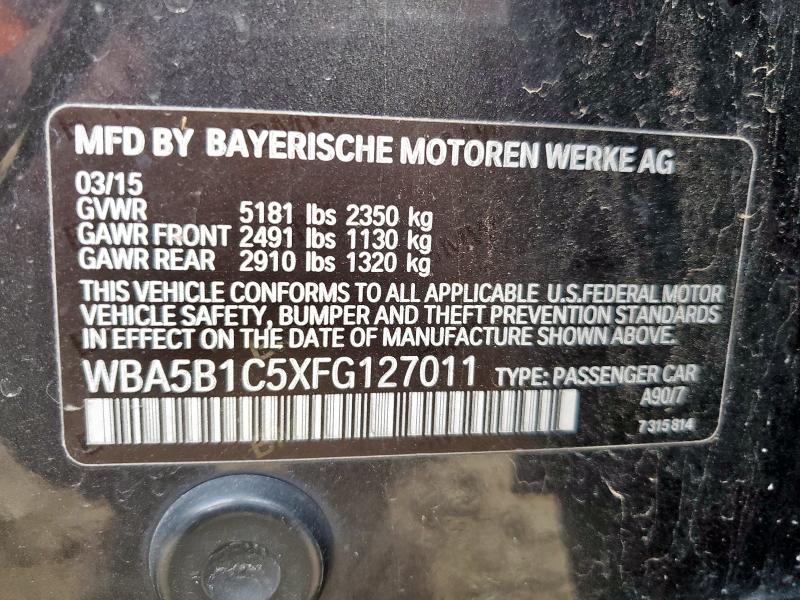 MFD BY BAYERISCHE MOTOREN WERKE AG
03/15
GVWR 5181 lbs 2350 kg
GAWR FRONT 2491 lbs 1130 kg
GAWR REAR 2910 lbs 1320 kg
THIS VEHICLE CONFORMS TO ALL APPLICABLE U.S.FEDERAL MOTOR
VEHICLE SAFETY, BUMPER AND THEFT PREVENTION STANDARDS
IN EFFECT ON THE DATE OF MANUFACTURE SHOWN ABOVE.
WBA5B1C5XFG127011 TYPE: PASSENGER CAR
A90/7
7315814